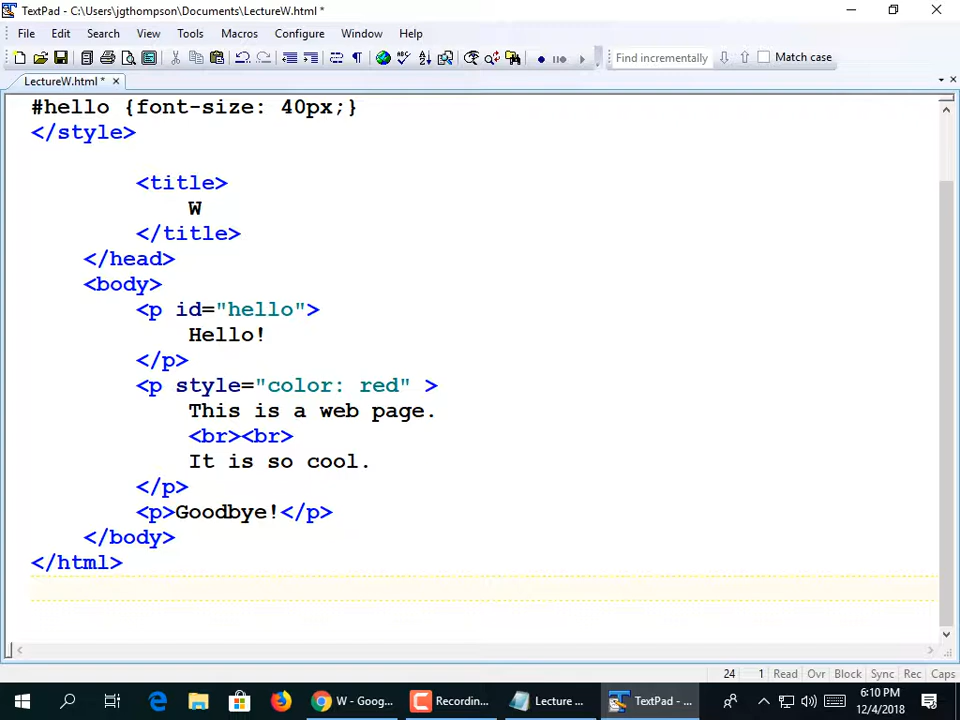 TextPad - C:\Users\jgthompson\Documents\LectureW.html *
File Edit Search View Tools Macros Configure Window Help
Find incrementally Match case
LectureW.html *
#hello {font-size: 40px;}
</style>
<title>
W
</title>
</head>
<body>
<p id="hello">
Hello!
</p>
<p style="color: red" >
This is a web page.
<br><br>
It is so cool.
</p>
<p>Goodbye!</p>
</body>
</html>
24 1 Read Ovr Block Sync Rec Caps
W - Goog... Recording... Lecture ... TextPad - ... 6:10 PM
12/4/2018